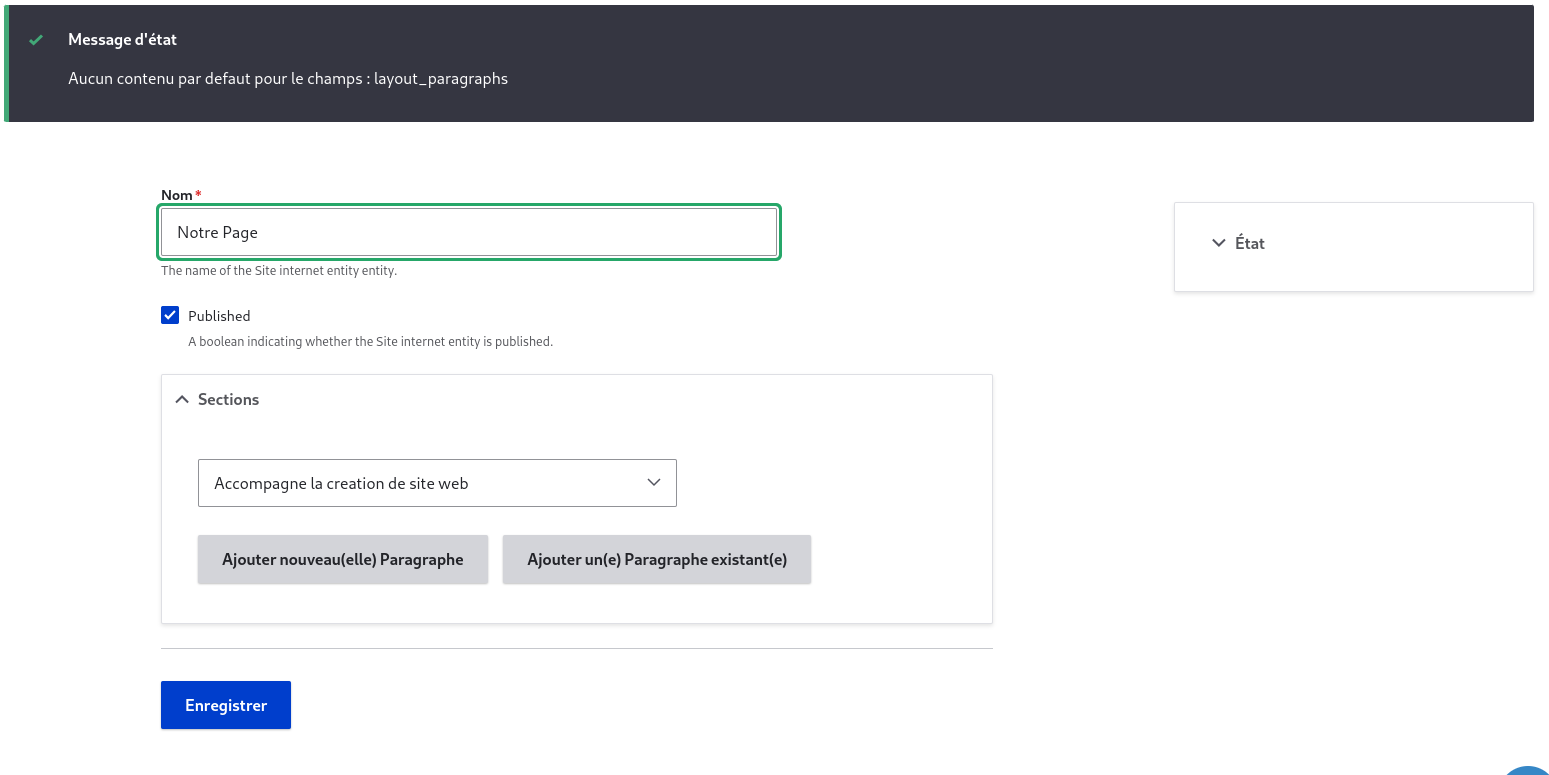 Message d'état
Aucun contenu par defaut pour le champs : layout_paragraphs
Nom*
Notre Page
The name of the Site internet entity entity.
Published
A boolean indicating whether the Site internet entity is published.
Sections
Accompagne la creation de site web
Ajouter nouveau(elle) Paragraphe
Ajouter un(e) Paragraphe existant(e)
Enregistrer
État